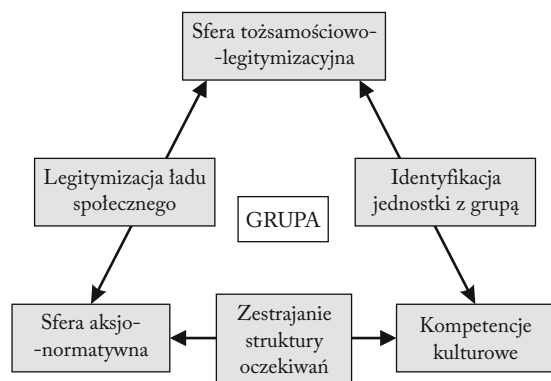 Sfera tożsamościowo-
-legitymizacyjna
Legitymizacja ładu
społecznego
Identyfikacja
jednostki z grupą
GRUPA
Sfera aksjo-
-normatywna
Zestrajanie
struktury
oczekiwań
Kompetencje
kulturowe